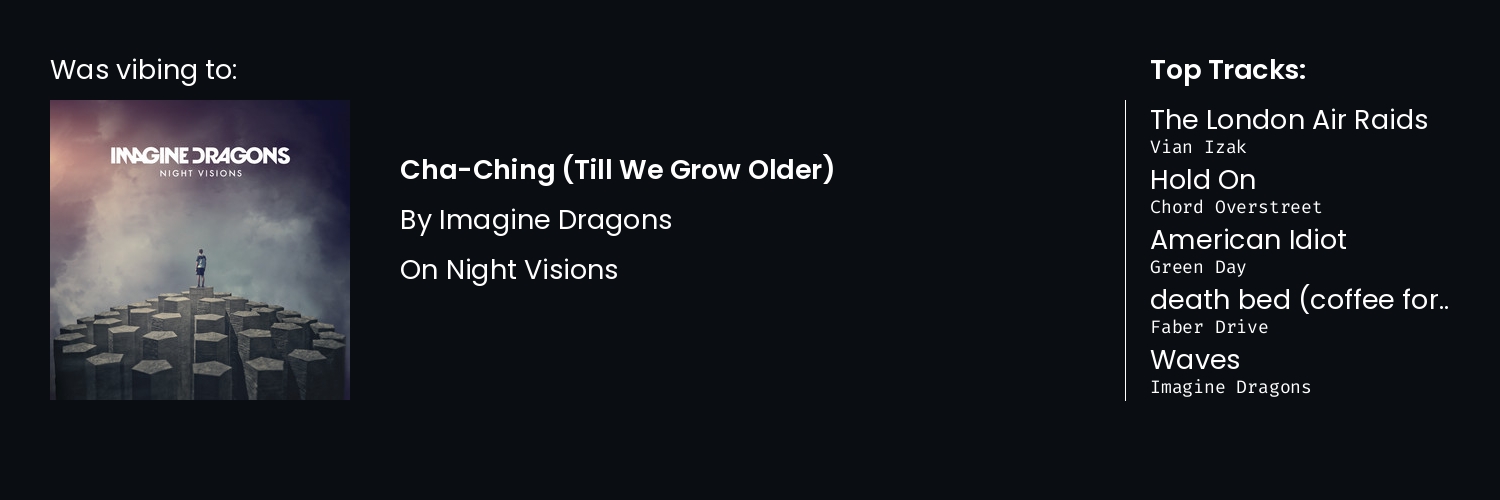 Was vibing to:
IMAGINE DRAGONS
NIGHT VISIONS
Cha-Ching (Till We Grow Older)
By Imagine Dragons
On Night Visions
Top Tracks:
The London Air Raids
Vian Izak
Hold On
Chord Overstreet
American Idiot
Green Day
death bed (coffee for..
Faber Drive
Waves
Imagine Dragons